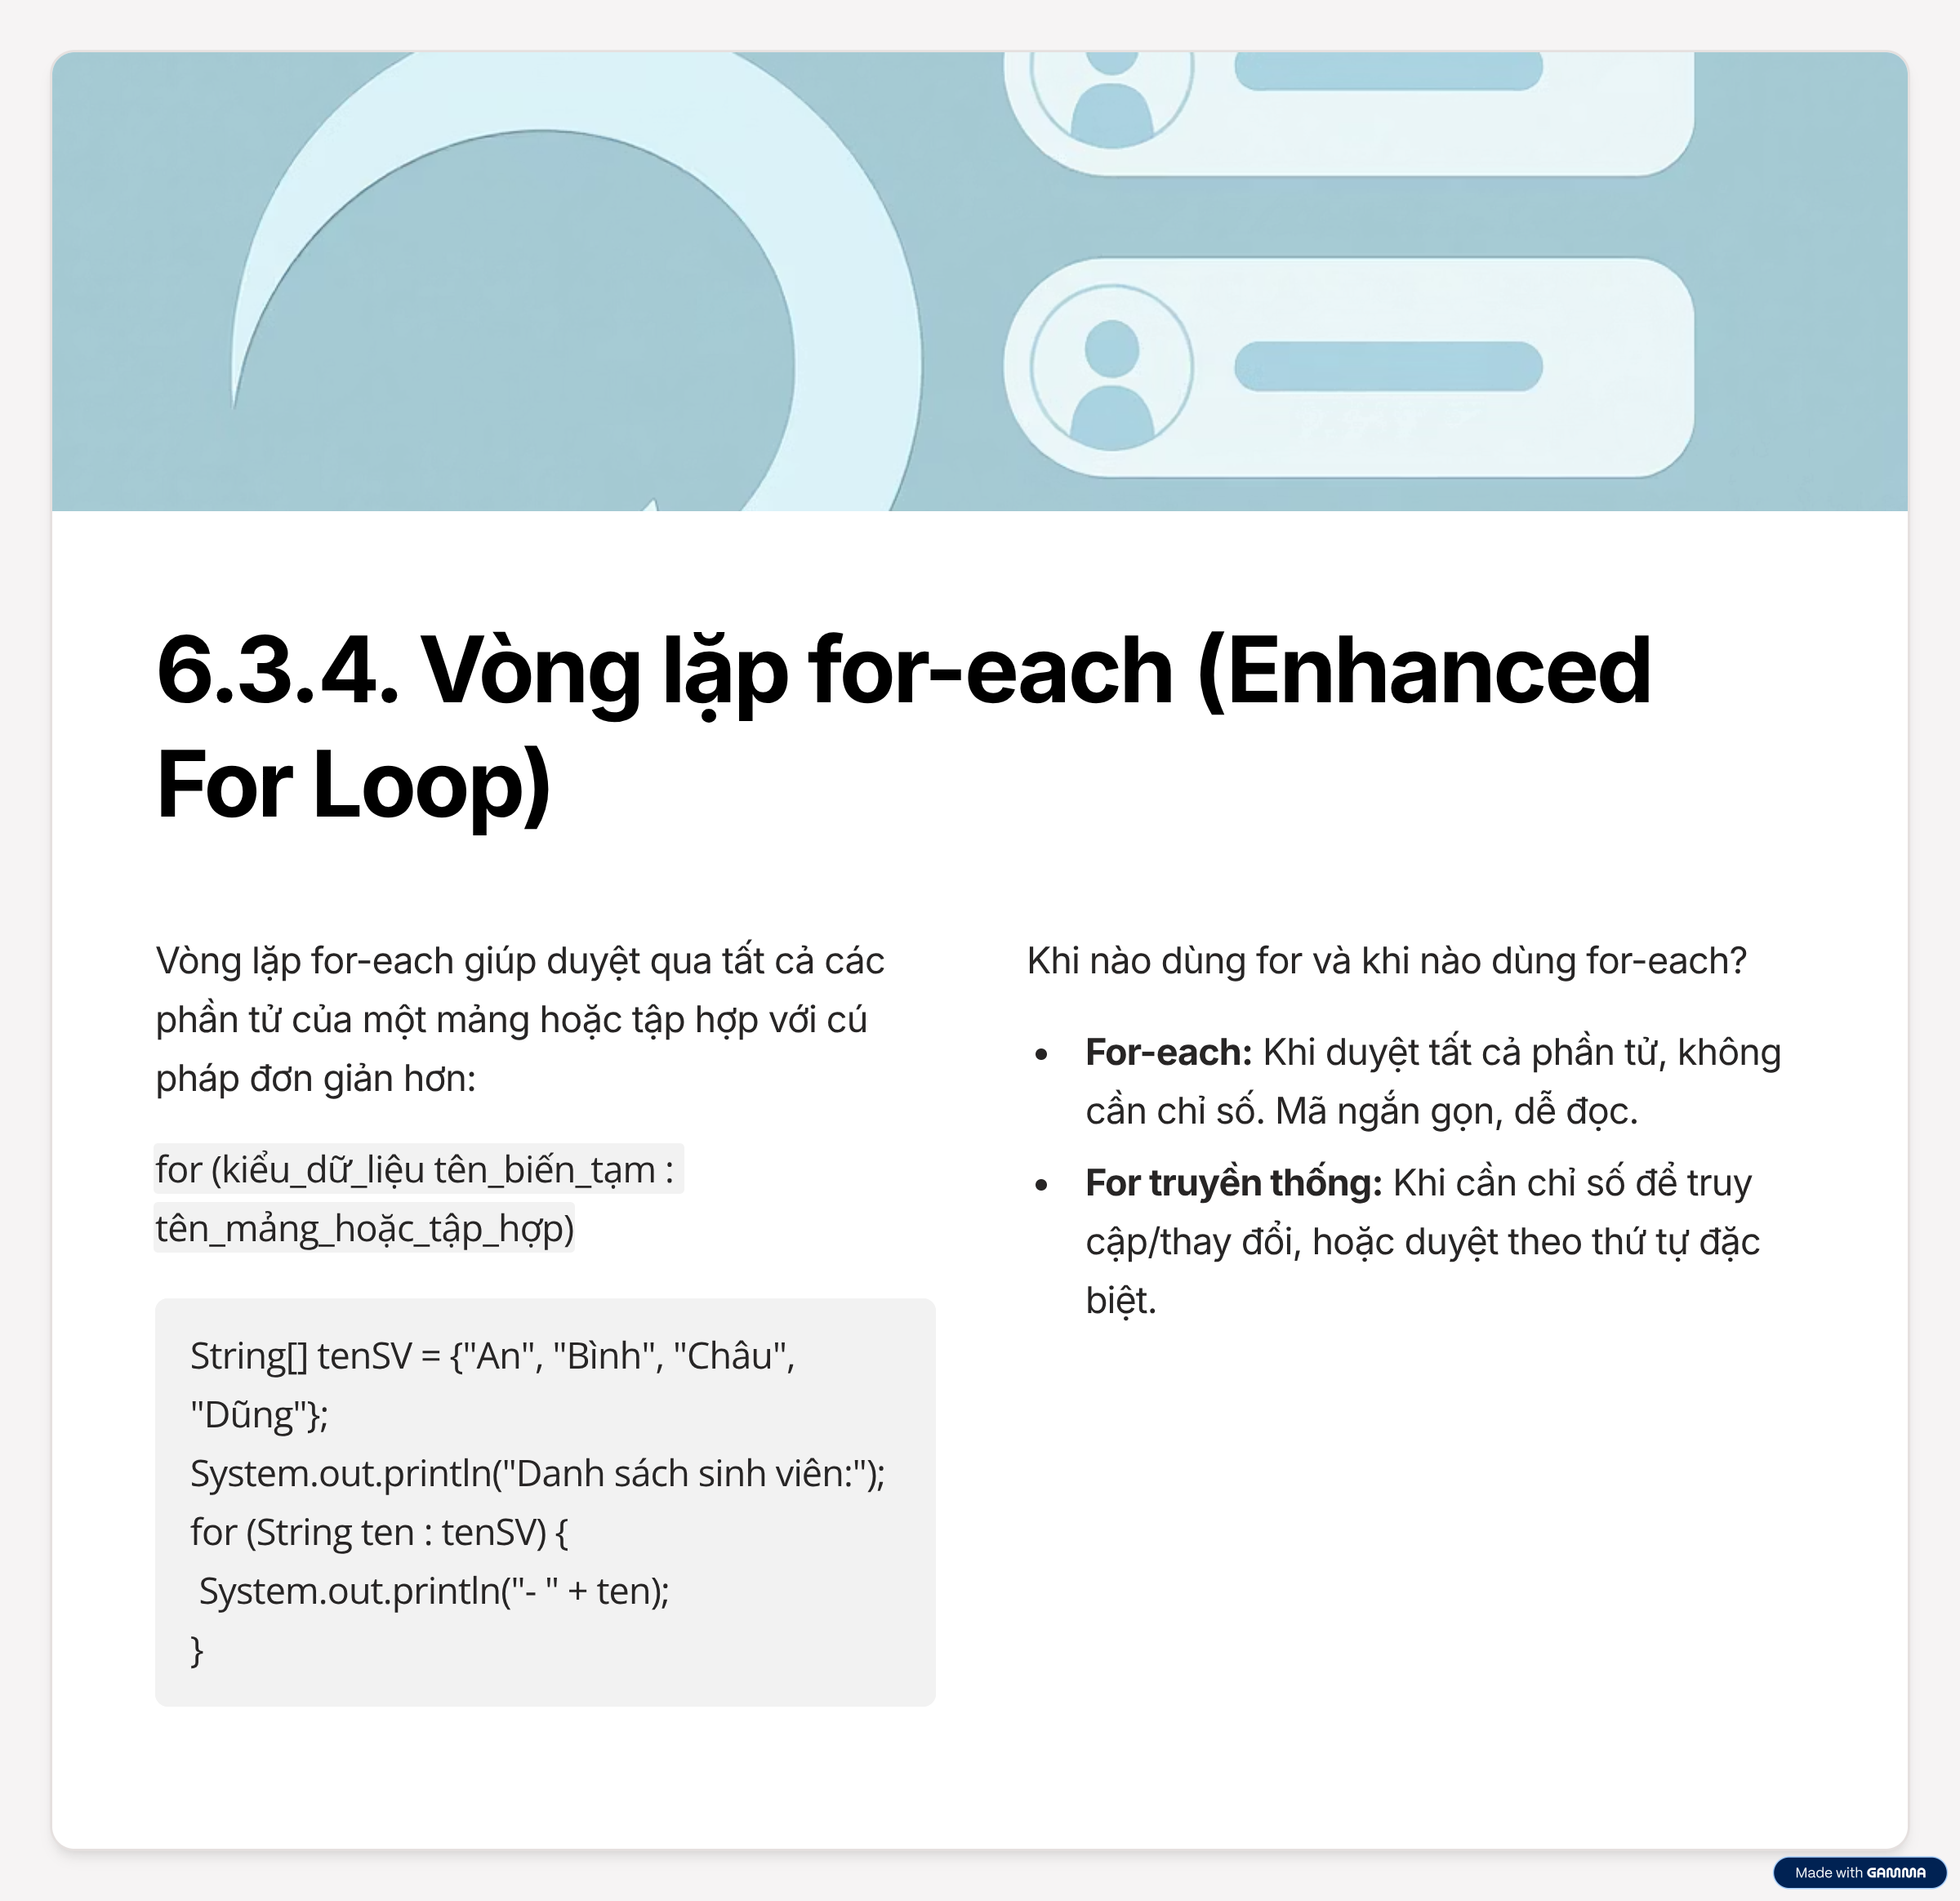 6.3.4. Vòng lặp for-each (Enhanced
For Loop)
Vòng lặp for-each giúp duyệt qua tất cả các
phần tử của một mảng hoặc tập hợp với cú
pháp đơn giản hơn:
for (kiểu_dữ_liệu tên_biến_tạm :
tên_mảng_hoặc_tập_hợp)
String[] tenSV = {"An", "Bình", "Châu",
"Dũng"};
System.out.println("Danh sách sinh viên:");
for (String ten : tenSV) {
 System.out.println("- " + ten);
}
Khi nào dùng for và khi nào dùng for-each?
• For-each: Khi duyệt tất cả phần tử, không
cần chỉ số. Mã ngắn gọn, dễ đọc.
• For truyền thống: Khi cần chỉ số để truy
cập/thay đổi, hoặc duyệt theo thứ tự đặc
biệt.
Made with GAMMA